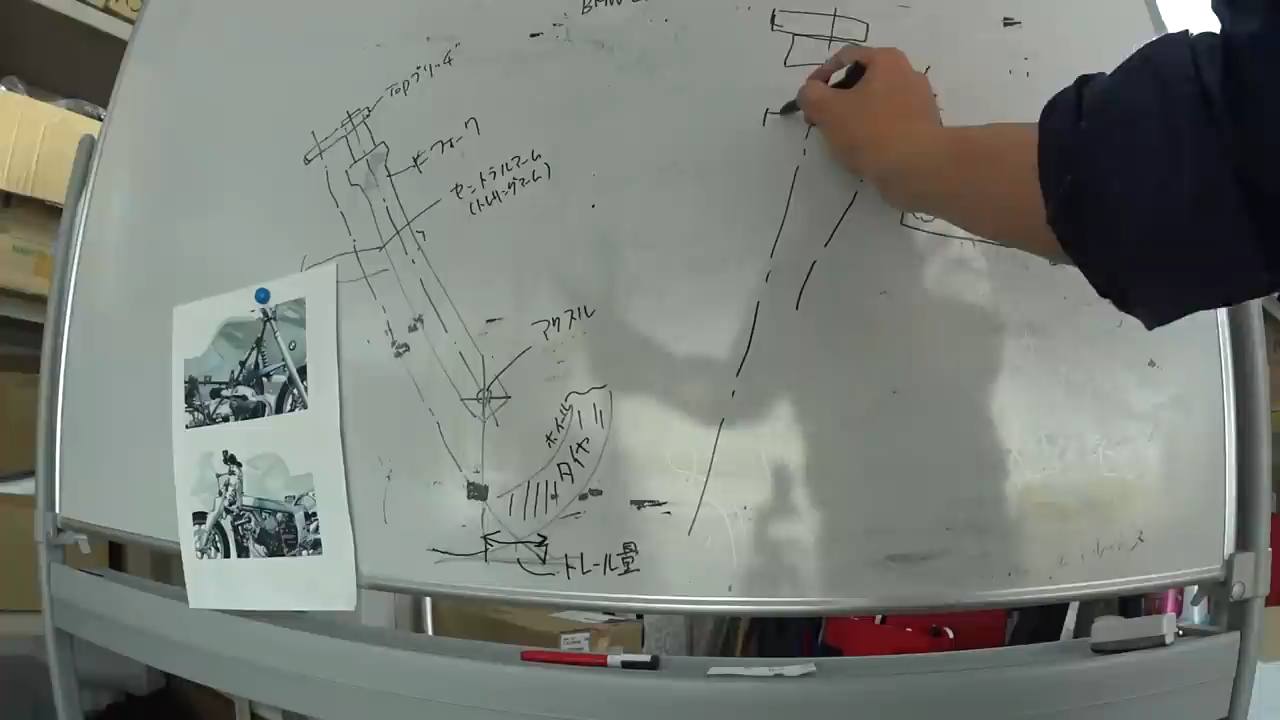 BMW
Topブリーヂ
フォーク
セントラルアーム
(トレーリングアーム)
アクスル
ホイル
タイヤ
トレール量